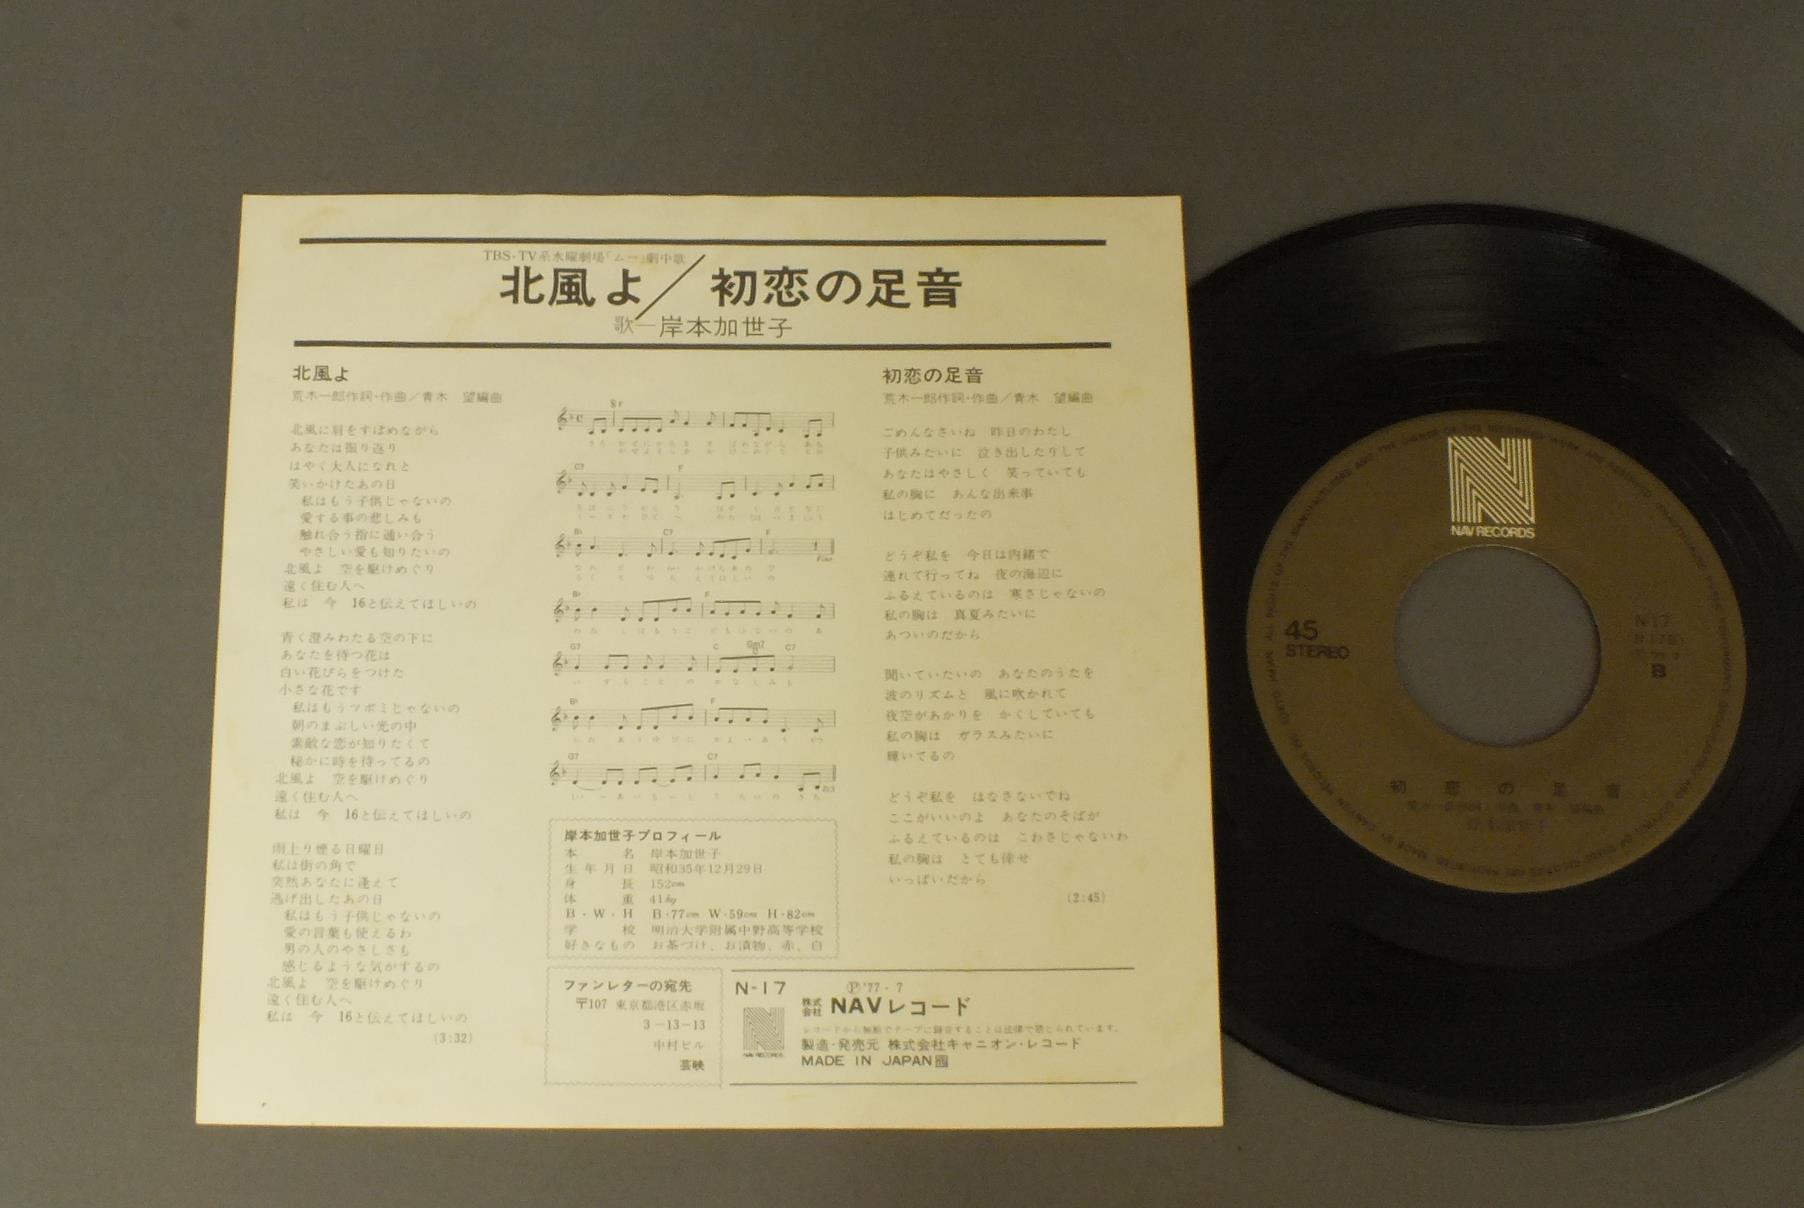 TBS・TV系水曜劇場「ムー」劇中歌
北風よ／初恋の足音
歌—岸本加世子
北風よ
荒木一郎作詞・作曲／青木　望編曲
北風に肩をすぼめながら
あなたは振り返り
はやく大人になれと
笑いかけたあの日
私はもう子供じゃないの
愛する事の悲しみも
触れ合う指に通い合う
やさしい愛も知りたいの
北風よ　空を駆けめぐり
遠く住む人へ
私は　今　16と伝えてほしいの
青く澄みわたる空の下に
あなたを待つ花は
白い花びらをつけた
小さな花です
私はもうツボミじゃないの
朝のまぶしい光の中
素敵な恋が知りたくて
秘かに時を待ってるの
北風よ　空を駆けめぐり
遠く住む人へ
私は　今　16と伝えてほしいの
雨上り煙る日曜日
私は街の角で
突然あなたに逢えて
逃げ出したあの日
私はもう子供じゃないの
愛の言葉も使えるわ
男の人のやさしさも
感じるような気がするの
北風よ　空を駆けめぐり
遠く住む人へ
私は　今　16と伝えてほしいの
(3:32)
岸本加世子プロフィール
本名　岸本加世子
生年月日　昭和35年12月29日
身長　152cm
体重　41kg
B・W・H　B・77cm W・59cm H・82cm
学校　明治大学附属中野高等学校
好きなもの　お茶づけ、お漬物、赤、白
ファンレターの宛先
〒107 東京都港区赤坂
3－13－13
中村ビル
芸映
初恋の足音
荒木一郎作詞・作曲／青木　望編曲
ごめんなさいね　昨日のわたし
子供みたいに　泣き出したりして
あなたはやさしく　笑っていても
私の胸に　あんな出来事
はじめてだったの
どうぞ私を　今日は内緒で
連れて行ってね　夜の海辺に
ふるえているのは　寒さじゃないの
私の胸は　真夏みたいに
あついのだから
聞いていたいの　あなたのうたを
波のリズムと　風に吹かれて
夜空があかりを　かくしていても
私の胸は　ガラスみたいに
輝いてるの
どうぞ私を　はなさないでね
ここがいいのよ　あなたのそばが
ふるえているのは　こわさじゃないわ
私の胸は　とても倖せ
いっぱいだから
(2:45)
N-17　Ⓟ'77・7
株式会社 NAVレコード
NAV RECORDS
レコードから無断でテープに録音することは法律で禁じられています。
製造・発売元 株式会社キャニオン・レコード
MADE IN JAPAN
NAV RECORDS
45
STEREO
N-17
B
初恋の足音